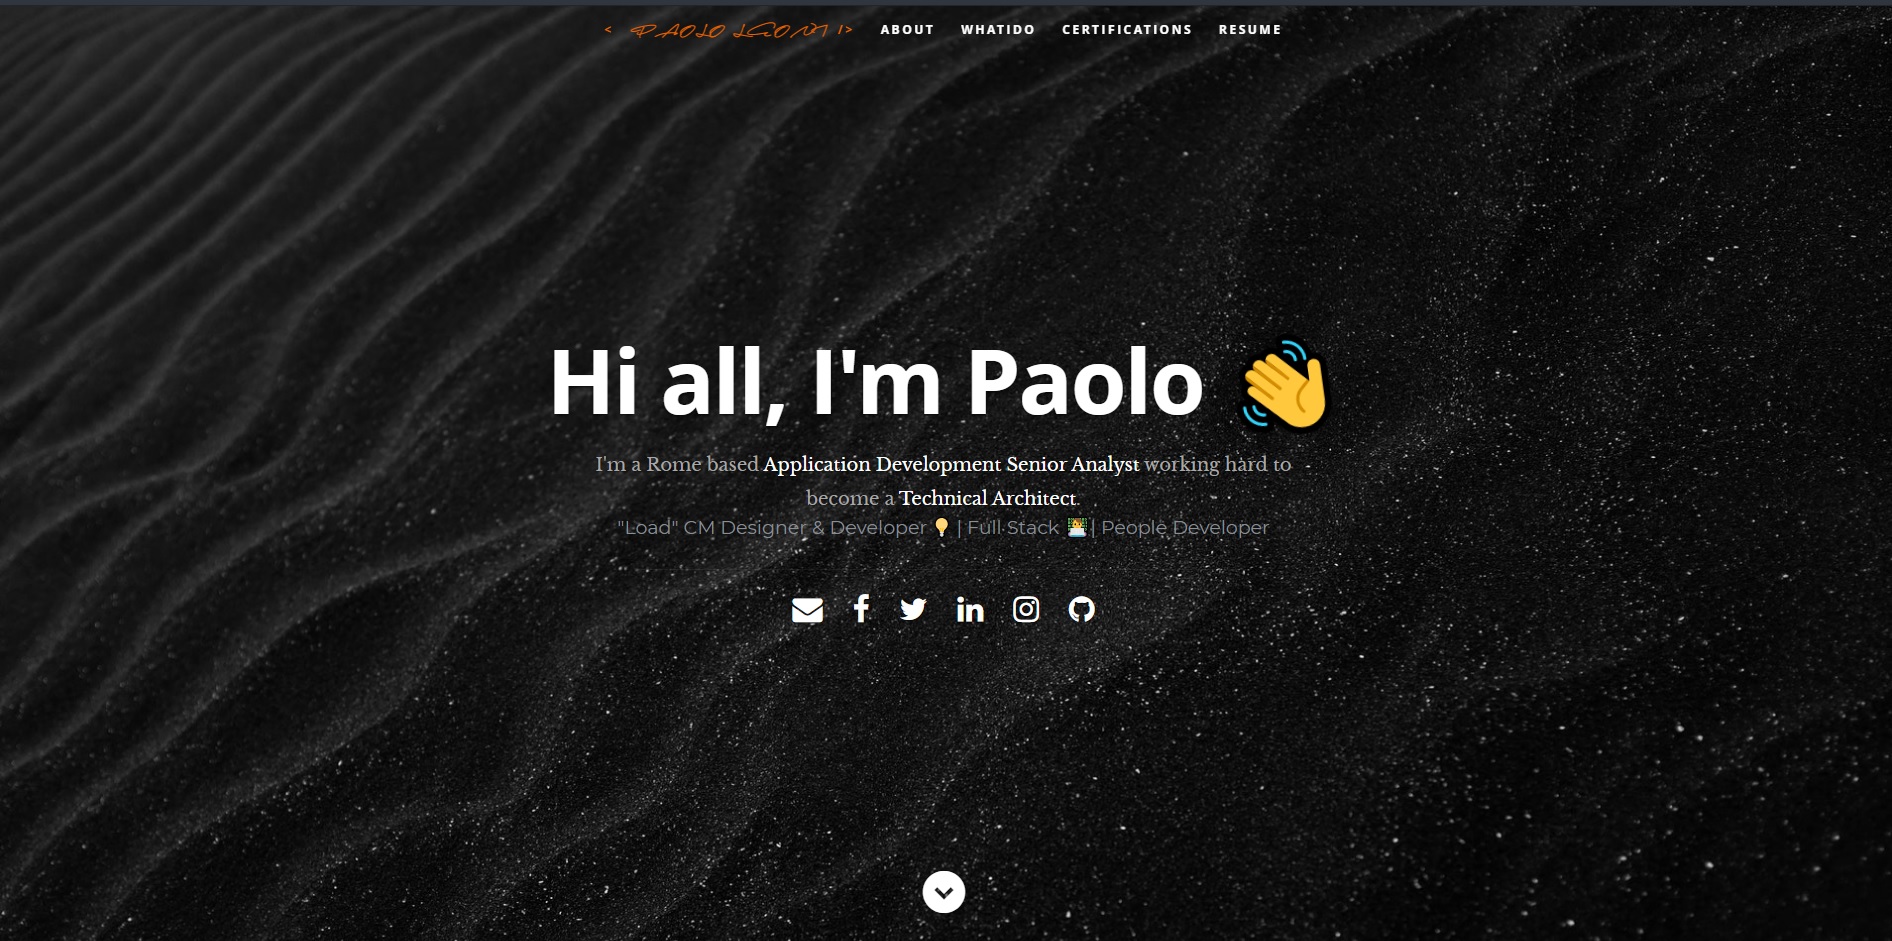 < PAOLO LEONI />
ABOUT WHATIDO CERTIFICATIONS RESUME
Hi all, I'm Paolo 👋
I'm a Rome based Application Development Senior Analyst working hard to
become a Technical Architect.
"Load" CM Designer & Developer 💡 | Full Stack 👨‍💻 | People Developer